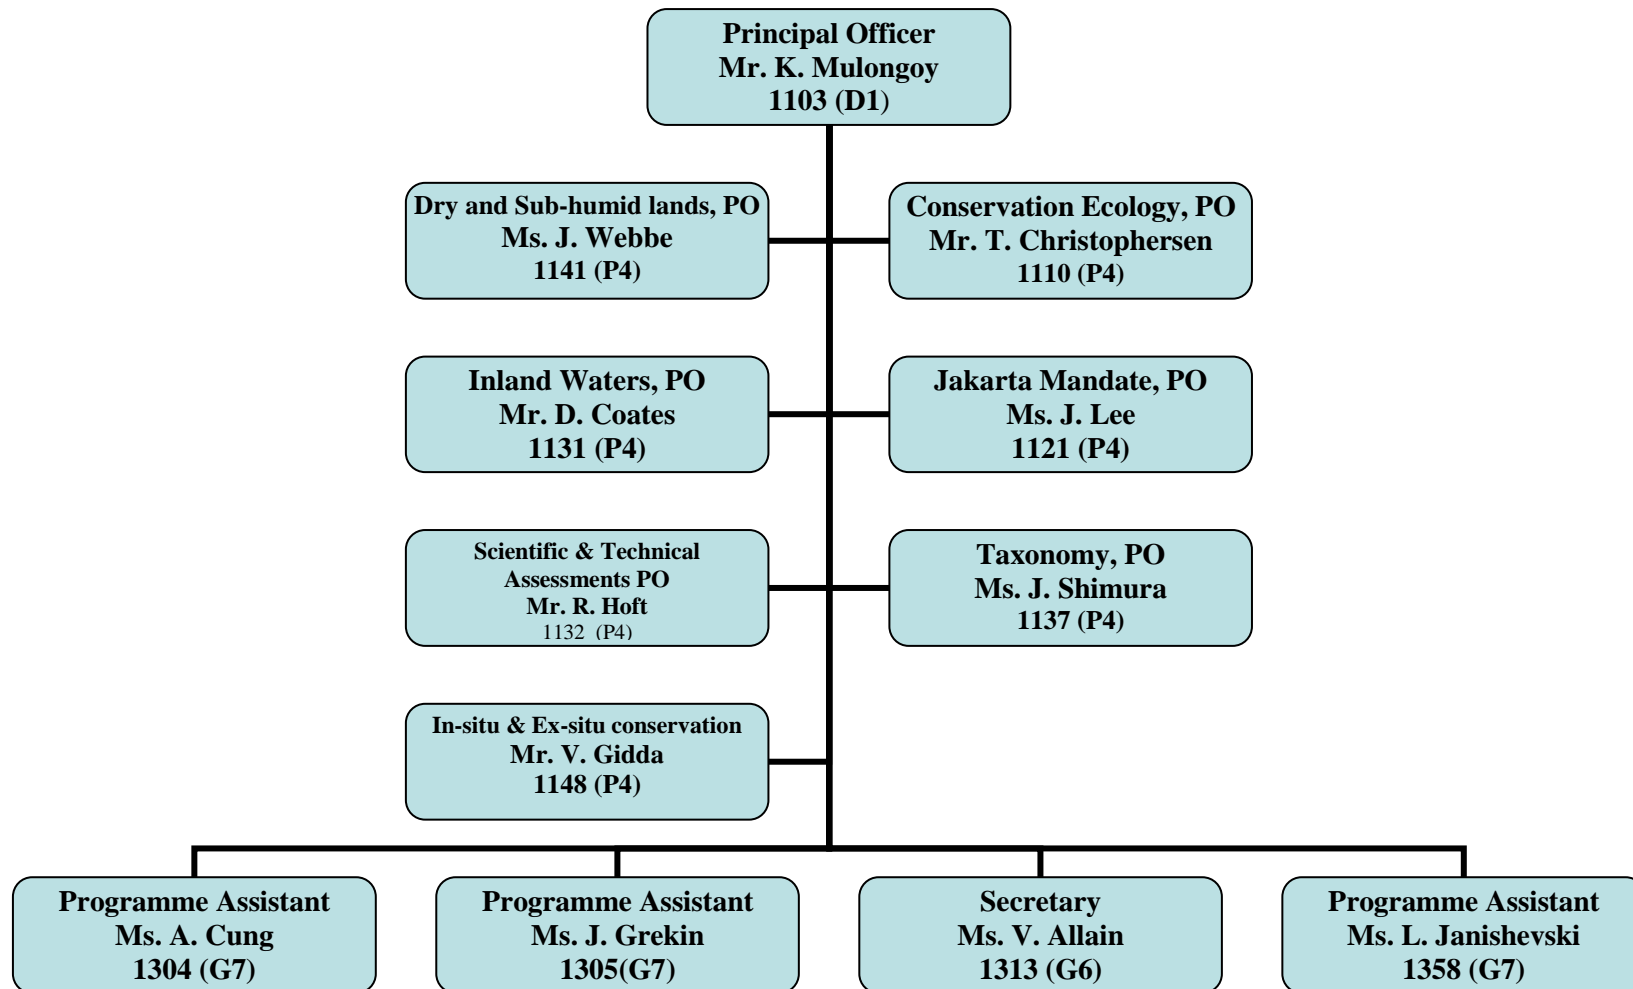 Principal Officer
Mr. K. Mulongoy
1103 (D1)
Dry and Sub-humid lands, PO
Ms. J. Webbe
1141 (P4)
Conservation Ecology, PO
Mr. T. Christophersen
1110 (P4)
Inland Waters, PO
Mr. D. Coates
1131 (P4)
Jakarta Mandate, PO
Ms. J. Lee
1121 (P4)
Scientific & Technical
Assessments PO
Mr. R. Hoft
1132 (P4)
Taxonomy, PO
Ms. J. Shimura
1137 (P4)
In-situ & Ex-situ conservation
Mr. V. Gidda
1148 (P4)
Programme Assistant
Ms. A. Cung
1304 (G7)
Programme Assistant
Ms. J. Grekin
1305(G7)
Secretary
Ms. V. Allain
1313 (G6)
Programme Assistant
Ms. L. Janishevski
1358 (G7)